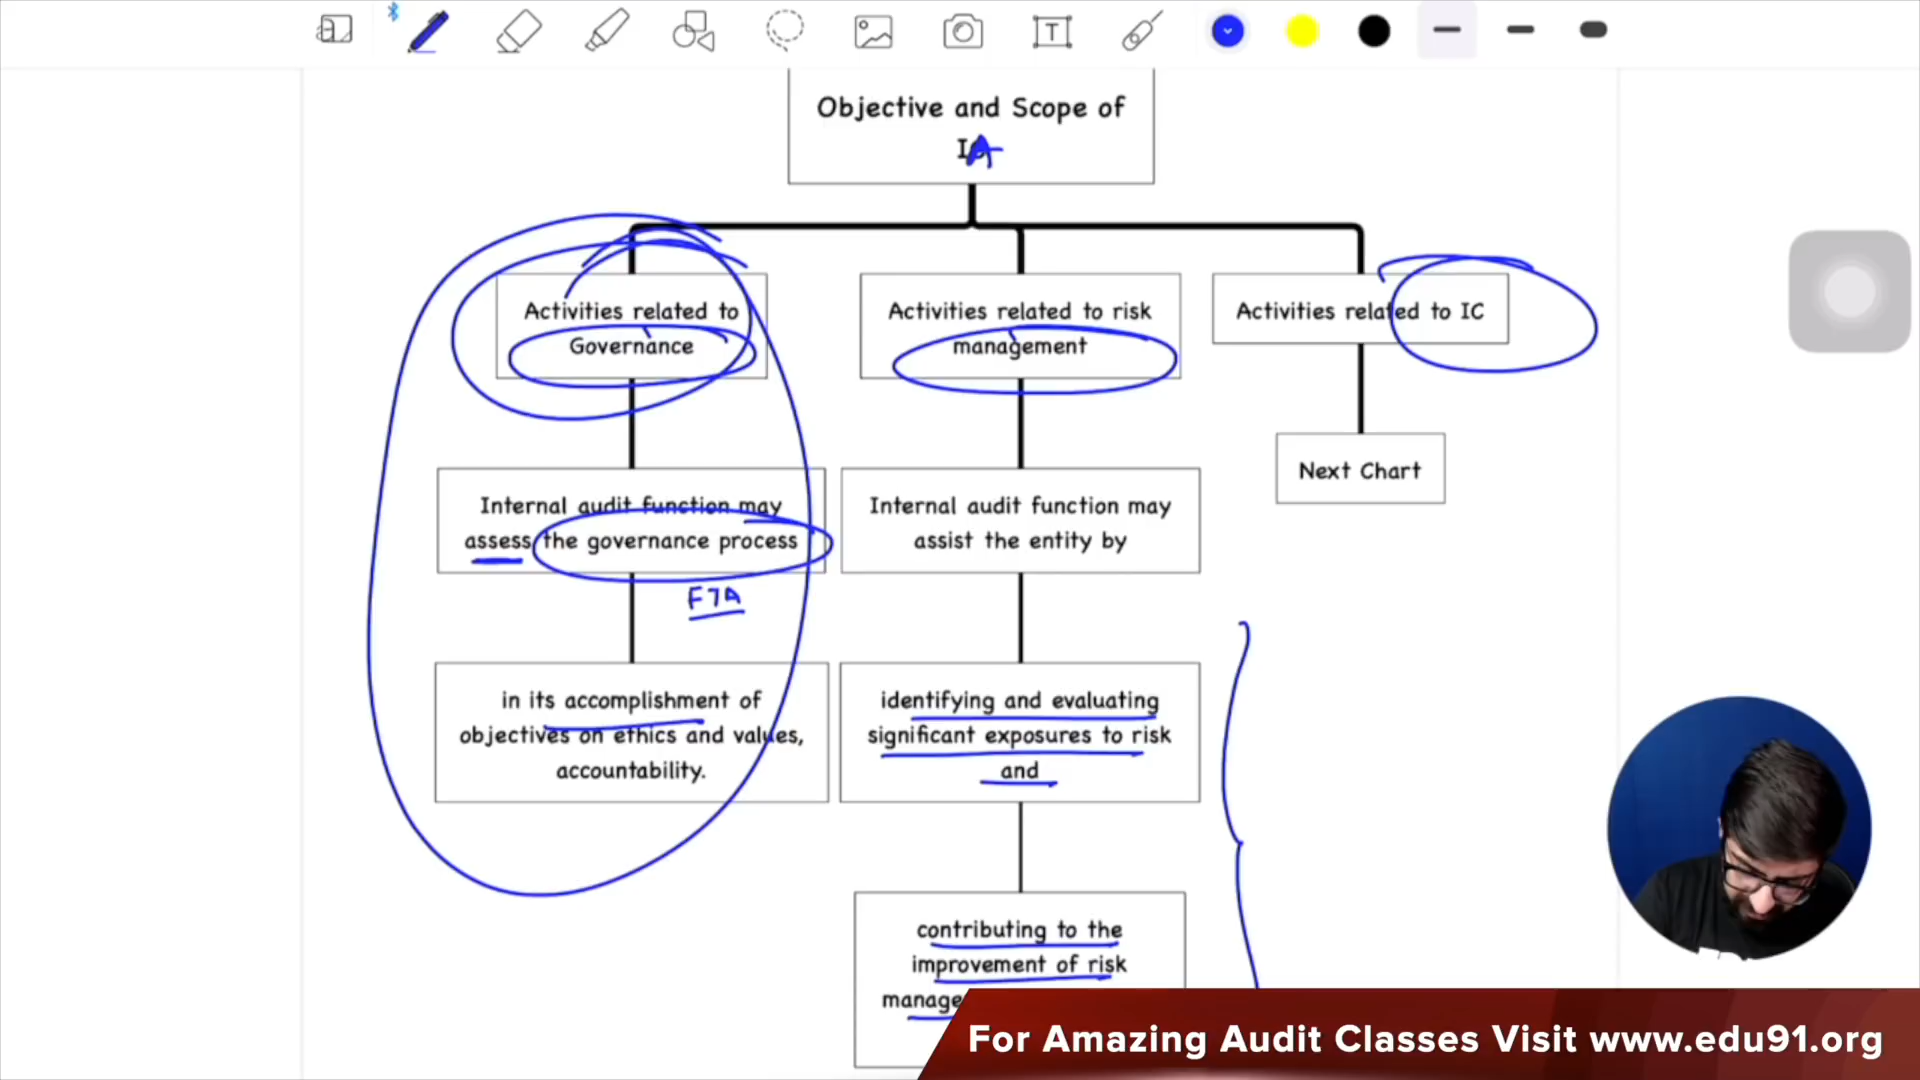 Objective and Scope of
IA
Activities related to
Governance
Activities related to risk
management
Activities related to IC
Internal audit function may
assess the governance process
Internal audit function may
assist the entity by
Next Chart
F7A
in its accomplishment of
objectives on ethics and values,
accountability.
identifying and evaluating
significant exposures to risk
and
contributing to the
improvement of risk
For Amazing Audit Classes Visit www.edu91.org